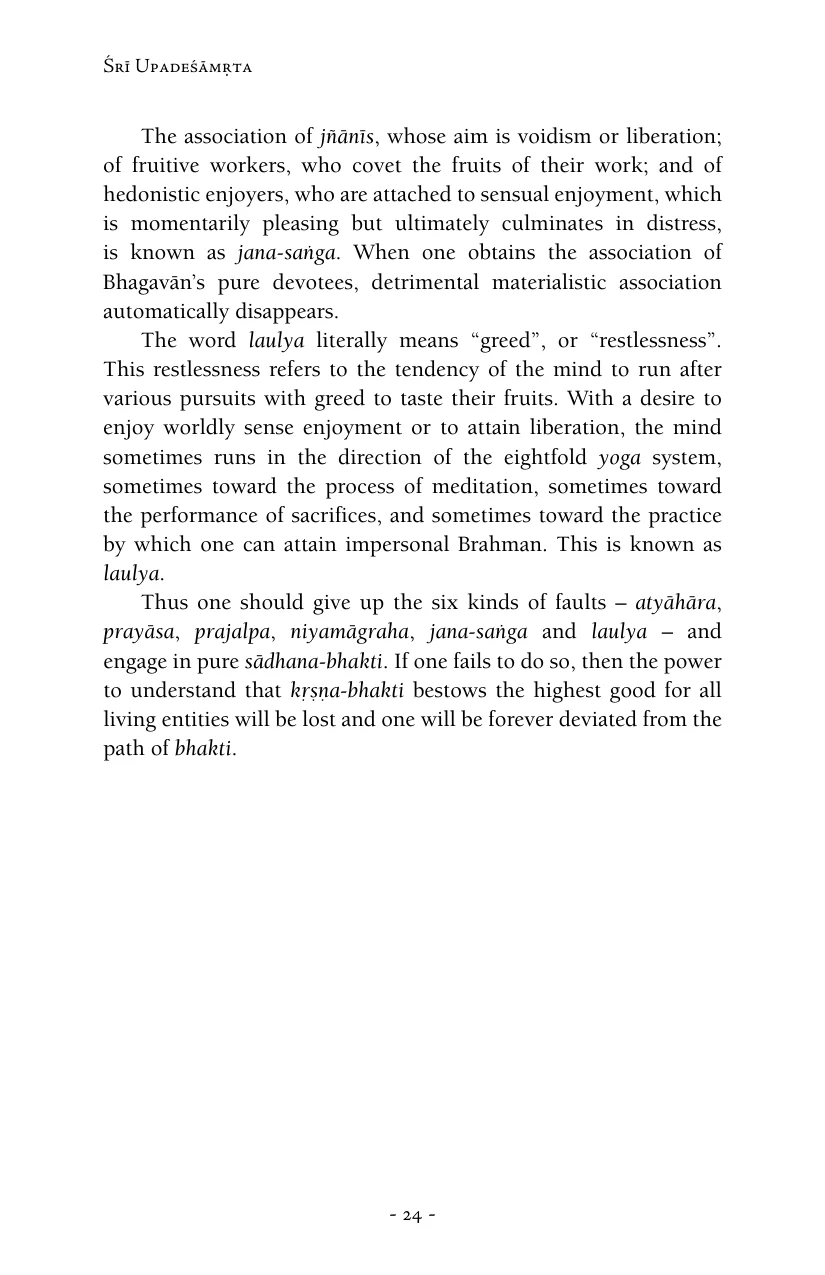 Śrī Upadeśāmṛta
The association of jñānīs, whose aim is voidism or liberation;
of fruitive workers, who covet the fruits of their work; and of
hedonistic enjoyers, who are attached to sensual enjoyment, which
is momentarily pleasing but ultimately culminates in distress,
is known as jana-saṅga. When one obtains the association of
Bhagavān’s pure devotees, detrimental materialistic association
automatically disappears.
The word laulya literally means “greed”, or “restlessness”.
This restlessness refers to the tendency of the mind to run after
various pursuits with greed to taste their fruits. With a desire to
enjoy worldly sense enjoyment or to attain liberation, the mind
sometimes runs in the direction of the eightfold yoga system,
sometimes toward the process of meditation, sometimes toward
the performance of sacrifices, and sometimes toward the practice
by which one can attain impersonal Brahman. This is known as
laulya.
Thus one should give up the six kinds of faults – atyāhāra,
prayāsa, prajalpa, niyamāgraha, jana-saṅga and laulya – and
engage in pure sādhana-bhakti. If one fails to do so, then the power
to understand that kṛṣṇa-bhakti bestows the highest good for all
living entities will be lost and one will be forever deviated from the
path of bhakti.
- 24 -